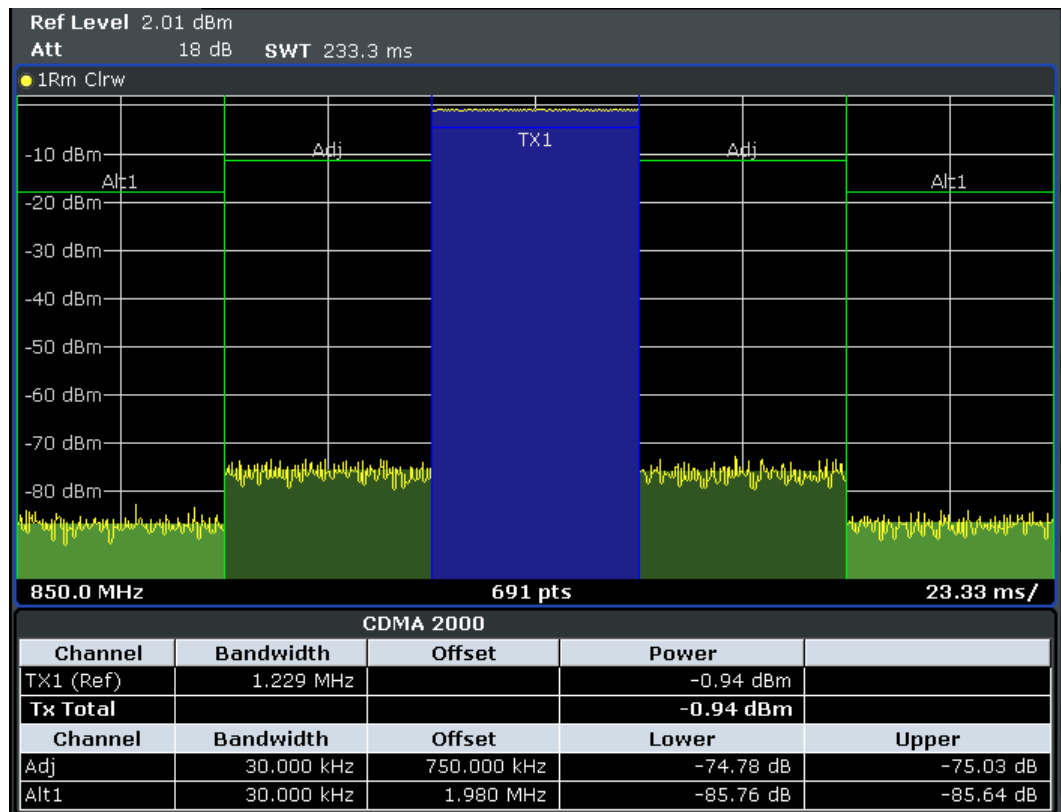 Ref Level 2.01 dBm
Att 18 dB SWT 233.3 ms
1Rm Clrw
TX1
Adj Adj
-10 dBm
Alt1 Alt1
-20 dBm
-30 dBm
-40 dBm
-50 dBm
-60 dBm
-70 dBm
-80 dBm
850.0 MHz 691 pts 23.33 ms/
CDMA 2000
Channel Bandwidth Offset Power
TX1 (Ref) 1.229 MHz -0.94 dBm
Tx Total -0.94 dBm
Channel Bandwidth Offset Lower Upper
Adj 30.000 kHz 750.000 kHz -74.78 dB -75.03 dB
Alt1 30.000 kHz 1.980 MHz -85.76 dB -85.64 dB